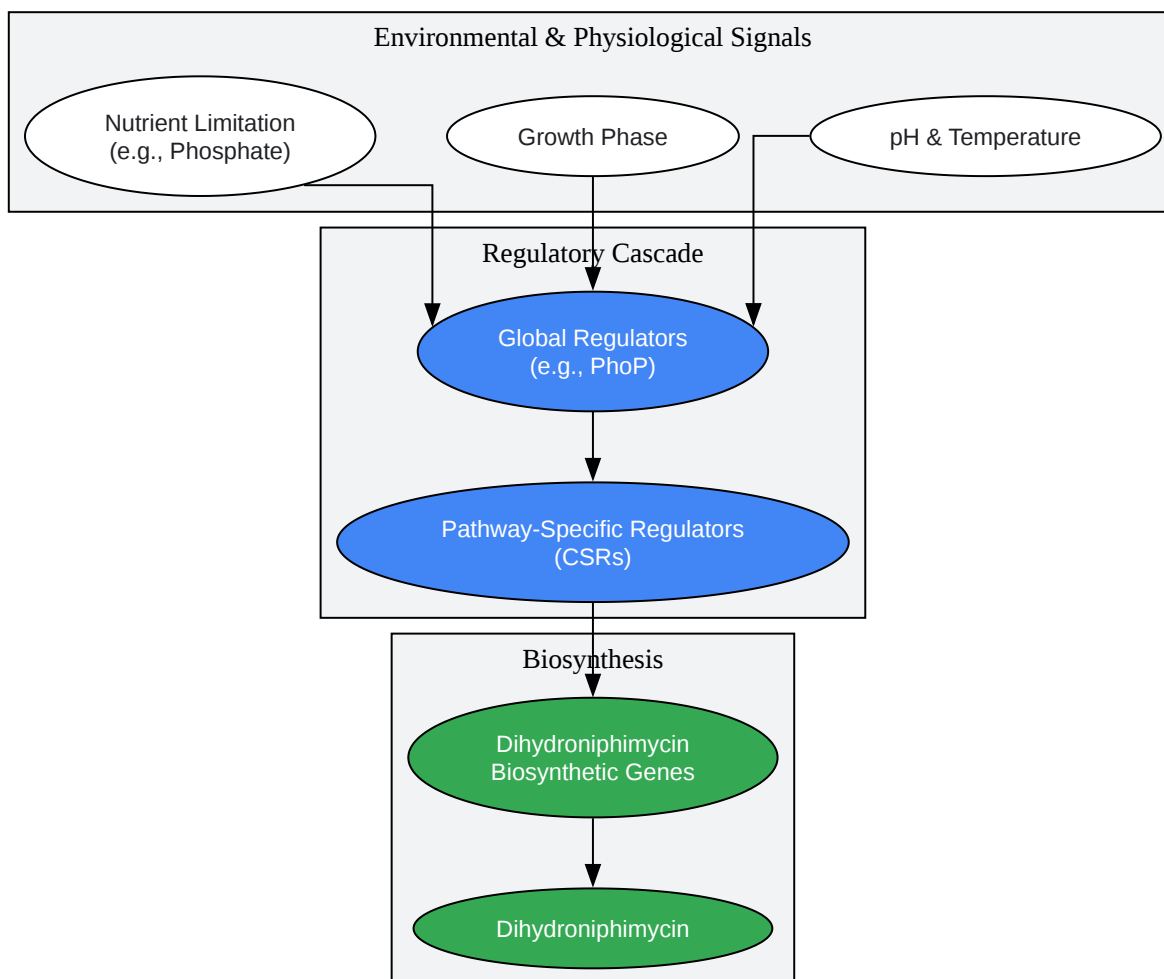 Environmental & Physiological Signals
Nutrient Limitation
(e.g., Phosphate)
Growth Phase
pH & Temperature
Regulatory Cascade
Global Regulators
(e.g., PhoP)
Pathway-Specific Regulators
(CSRs)
Biosynthesis
Dihydroniphimycin
Biosynthetic Genes
Dihydroniphimycin